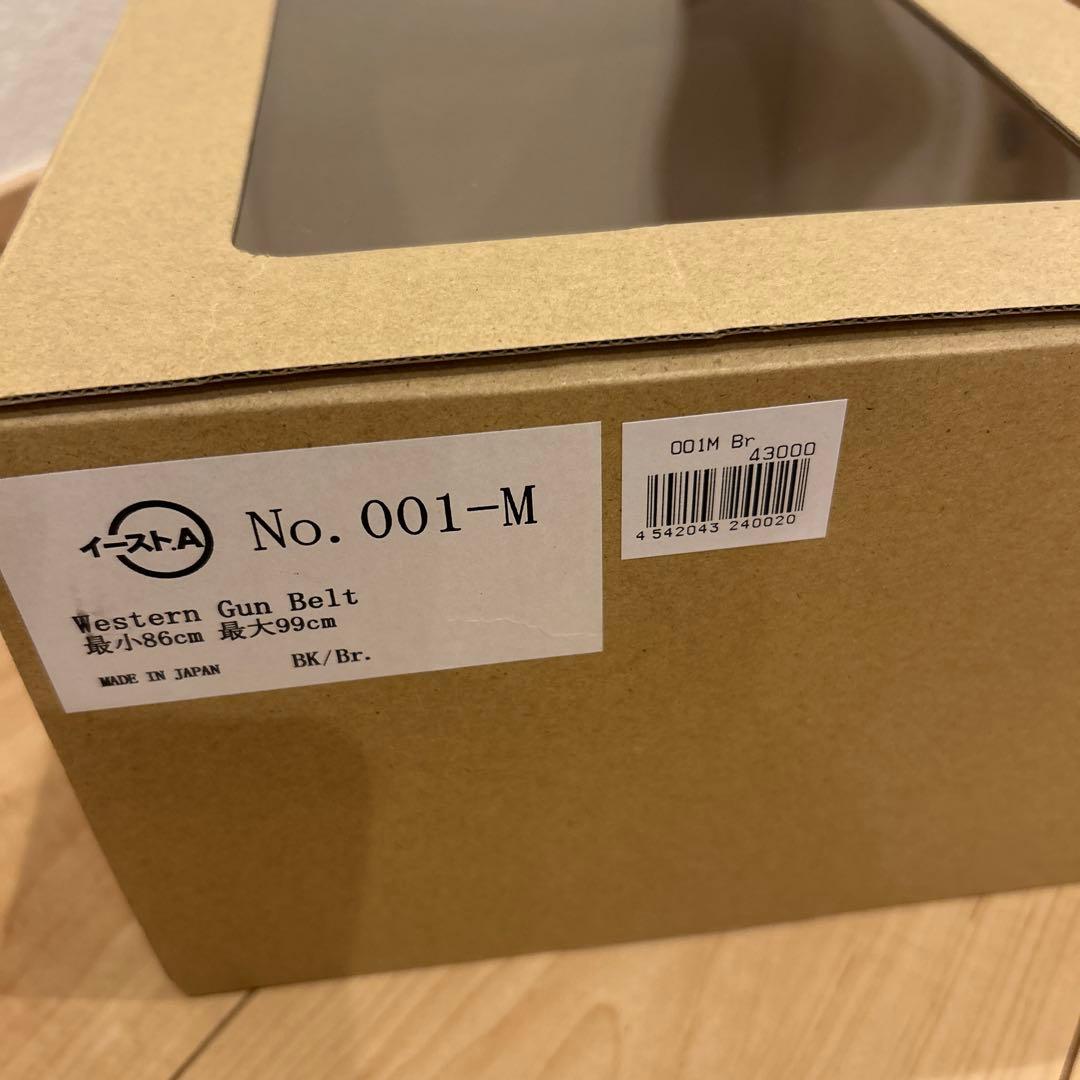 イースト.A
No.001-M
Western Gun Belt
最小86cm 最大99cm
MADE IN JAPAN BK/Br.
001M Br
43000
4 542043 240020